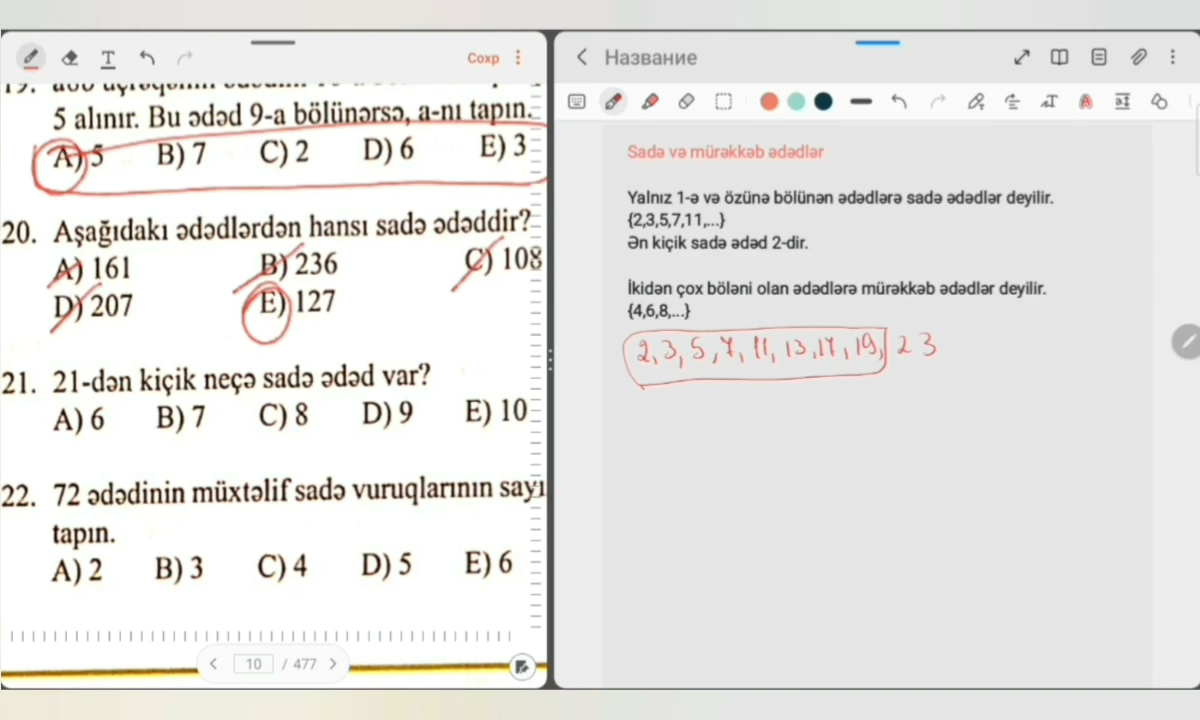 Сохр
5 alınır. Bu ədəd 9-a bölünərsə, a-nı tapın.
A) 5 B) 7 C) 2 D) 6 E) 3
20. Aşağıdakı ədədlərdən hansı sadə ədəddir?
A) 161 B) 236 C) 108
D) 207 E) 127
21. 21-dən kiçik neçə sadə ədəd var?
A) 6 B) 7 C) 8 D) 9 E) 10
22. 72 ədədinin müxtəlif sadə vuruqlarının sayı
tapın.
A) 2 B) 3 C) 4 D) 5 E) 6
10 / 477
Название
Sadə və mürəkkəb ədədlər
Yalnız 1-ə və özünə bölünən ədədlərə sadə ədədlər deyilir.
{2,3,5,7,11,...}
Ən kiçik sadə ədəd 2-dir.
İkidən çox böləni olan ədədlərə mürəkkəb ədədlər deyilir.
{4,6,8,...}
2, 3, 5, 7, 11, 13, 17, 19, 23